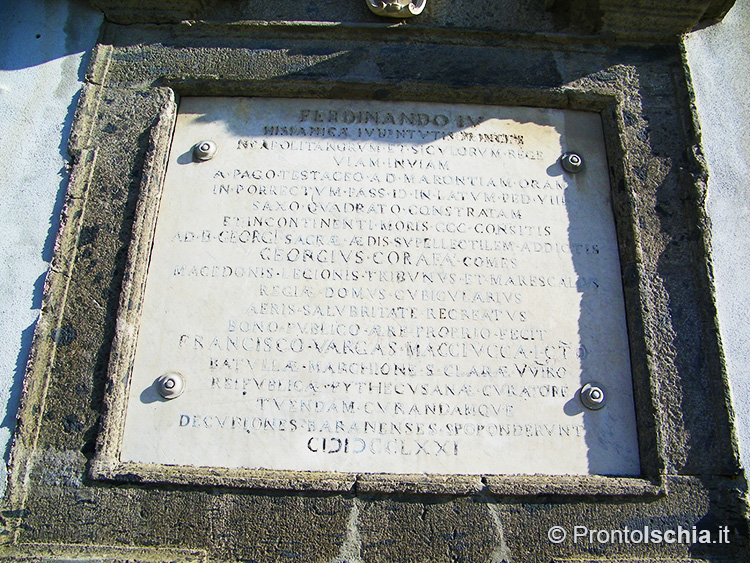 FERDINANDO IV
HISPANICÆ IVVENTVTIS PRINCIPE
NEAPOLITANORVM·ET·SICVLORVM·REGE
VIAM·INVIAM
A·PAGO·TESTACEO·AD·MARONTIAM·ORAM
IN·PORRECTVM·PASS·D·IN·LATVM·PED·VIII
SAXO·QVADRATO·CONSTRATAM
ET·INCONTINENTI·MORIS·CCC·CONSITIS
AD·D·GEORGI·SACRÆ·ÆDIS·SVPELLECTILEM·ADDICTIS
GEORGIVS·CORAFA·COMES
MACEDONIS·LEGIONIS·TRIBVNVS·ET·MARESCALVS
REGIÆ·DOMVS·CVBICVLARIVS
AERIS·SALVBRITATE·RECREATVS
BONO·PVBLICO·ÆRE·PROPRIO·FECIT
FRANCISCO·VARGAS·MACCIVCCA
BATVLLÆ·MARCHIONE·S·CLARÆ·VVIRO
REIPVBLICÆ·PYTHECVSANÆ·CVRATORE
TVENDAM·CVRANDAMQVE
DECVRIONES·BARANENSES·SPOPONDERVNT
CIƆIƆCCLXXI
© ProntoIschia.it